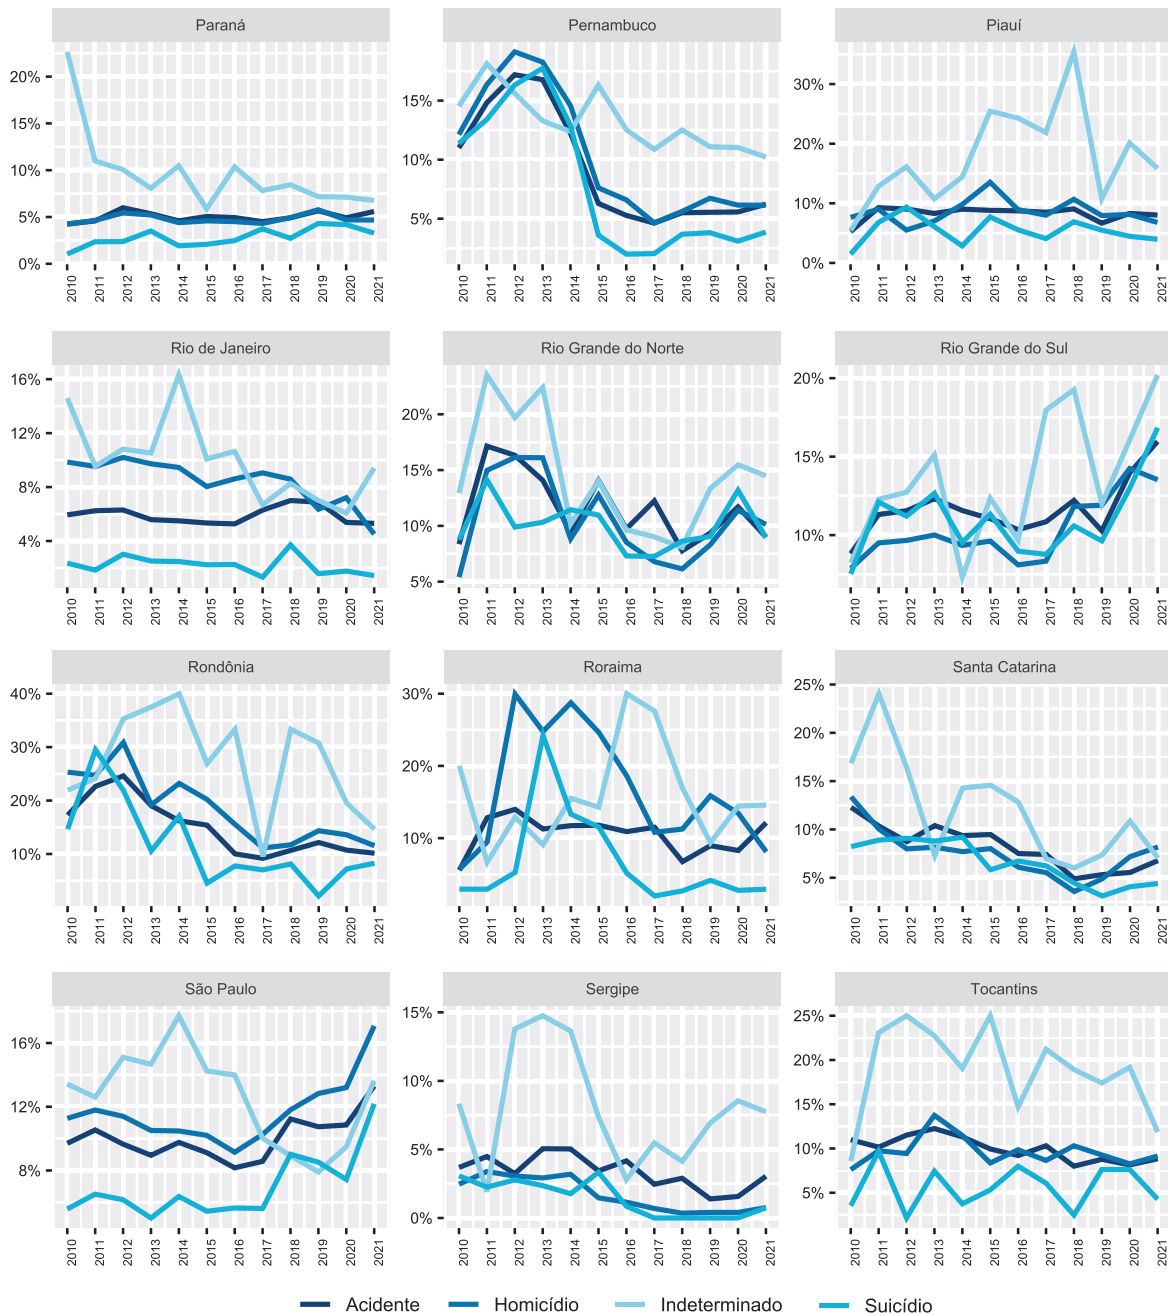 Paraná
Pernambuco
Piauí
20%
15%
10%
5%
0%
15%
10%
5%
30%
20%
10%
0%
2010 2011 2012 2013 2014 2015 2016 2017 2018 2019 2020 2021
2010 2011 2012 2013 2014 2015 2016 2017 2018 2019 2020 2021
2010 2011 2012 2013 2014 2015 2016 2017 2018 2019 2020 2021
Rio de Janeiro
Rio Grande do Norte
Rio Grande do Sul
16%
12%
8%
4%
20%
15%
10%
5%
20%
15%
10%
2010 2011 2012 2013 2014 2015 2016 2017 2018 2019 2020 2021
2010 2011 2012 2013 2014 2015 2016 2017 2018 2019 2020 2021
2010 2011 2012 2013 2014 2015 2016 2017 2018 2019 2020 2021
Rondônia
Roraima
Santa Catarina
40%
30%
20%
10%
30%
20%
10%
25%
20%
15%
10%
5%
2010 2011 2012 2013 2014 2015 2016 2017 2018 2019 2020 2021
2010 2011 2012 2013 2014 2015 2016 2017 2018 2019 2020 2021
2010 2011 2012 2013 2014 2015 2016 2017 2018 2019 2020 2021
São Paulo
Sergipe
Tocantins
16%
12%
8%
15%
10%
5%
0%
25%
20%
15%
10%
5%
2010 2011 2012 2013 2014 2015 2016 2017 2018 2019 2020 2021
2010 2011 2012 2013 2014 2015 2016 2017 2018 2019 2020 2021
2010 2011 2012 2013 2014 2015 2016 2017 2018 2019 2020 2021
Acidente Homicídio Indeterminado Suicídio